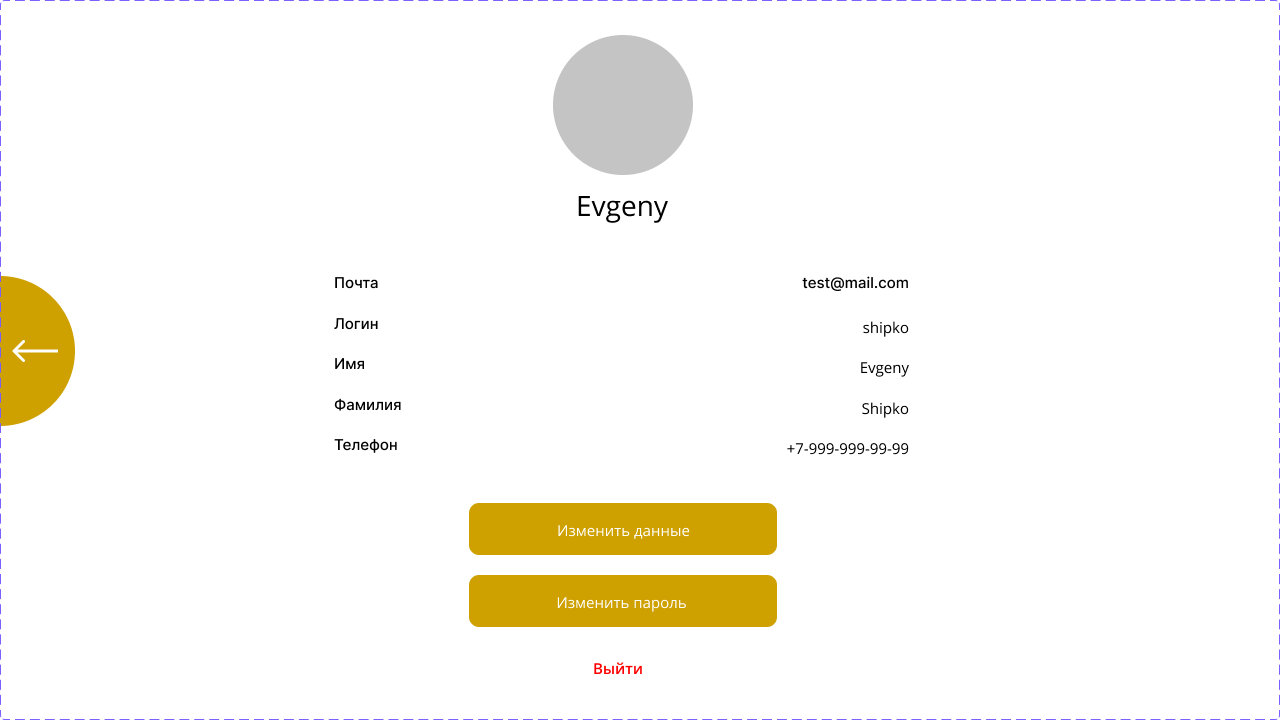 Evgeny
Почта test@mail.com
Логин shipko
Имя Evgeny
Фамилия Shipko
Телефон +7-999-999-99-99
Изменить данные
Изменить пароль
Выйти